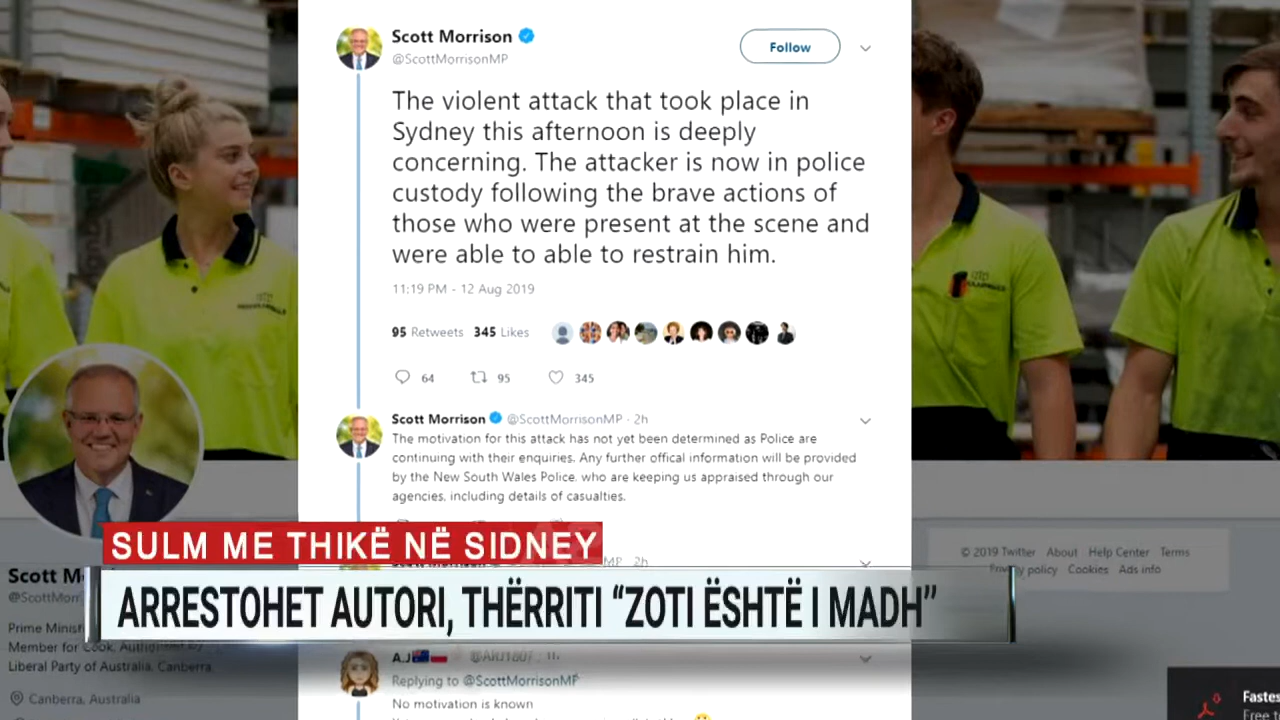 Scott Morrison
@ScottMorrisonMP
Follow
The violent attack that took place in
Sydney this afternoon is deeply
concerning. The attacker is now in police
custody following the brave actions of
those who were present at the scene and
were able to able to restrain him.
11:19 PM - 12 Aug 2019
95 Retweets 345 Likes
64 95 345
Scott Morrison @ScottMorrisonMP · 2h
The motivation for this attack has not yet been determined as Police are
continuing with their enquiries. Any further offical information will be provided
by the New South Wales Police, who are keeping us appraised through our
agencies, including details of casualties.
SULM ME THIKË NË SIDNEY
2h
© 2019 Twitter About Help Center Terms
Privacy policy Cookies Ads info
Scott M
@ScottMorr
ARRESTOHET AUTORI, THËRRITI “ZOTI ËSHTË I MADH”
Prime Minist
Member for Cook. Authorised by
Liberal Party of Australia, Canberra.
Canberra, Australia
A.J
Replying to @ScottMorrisonMP
No motivation is known
Fastes
Free t